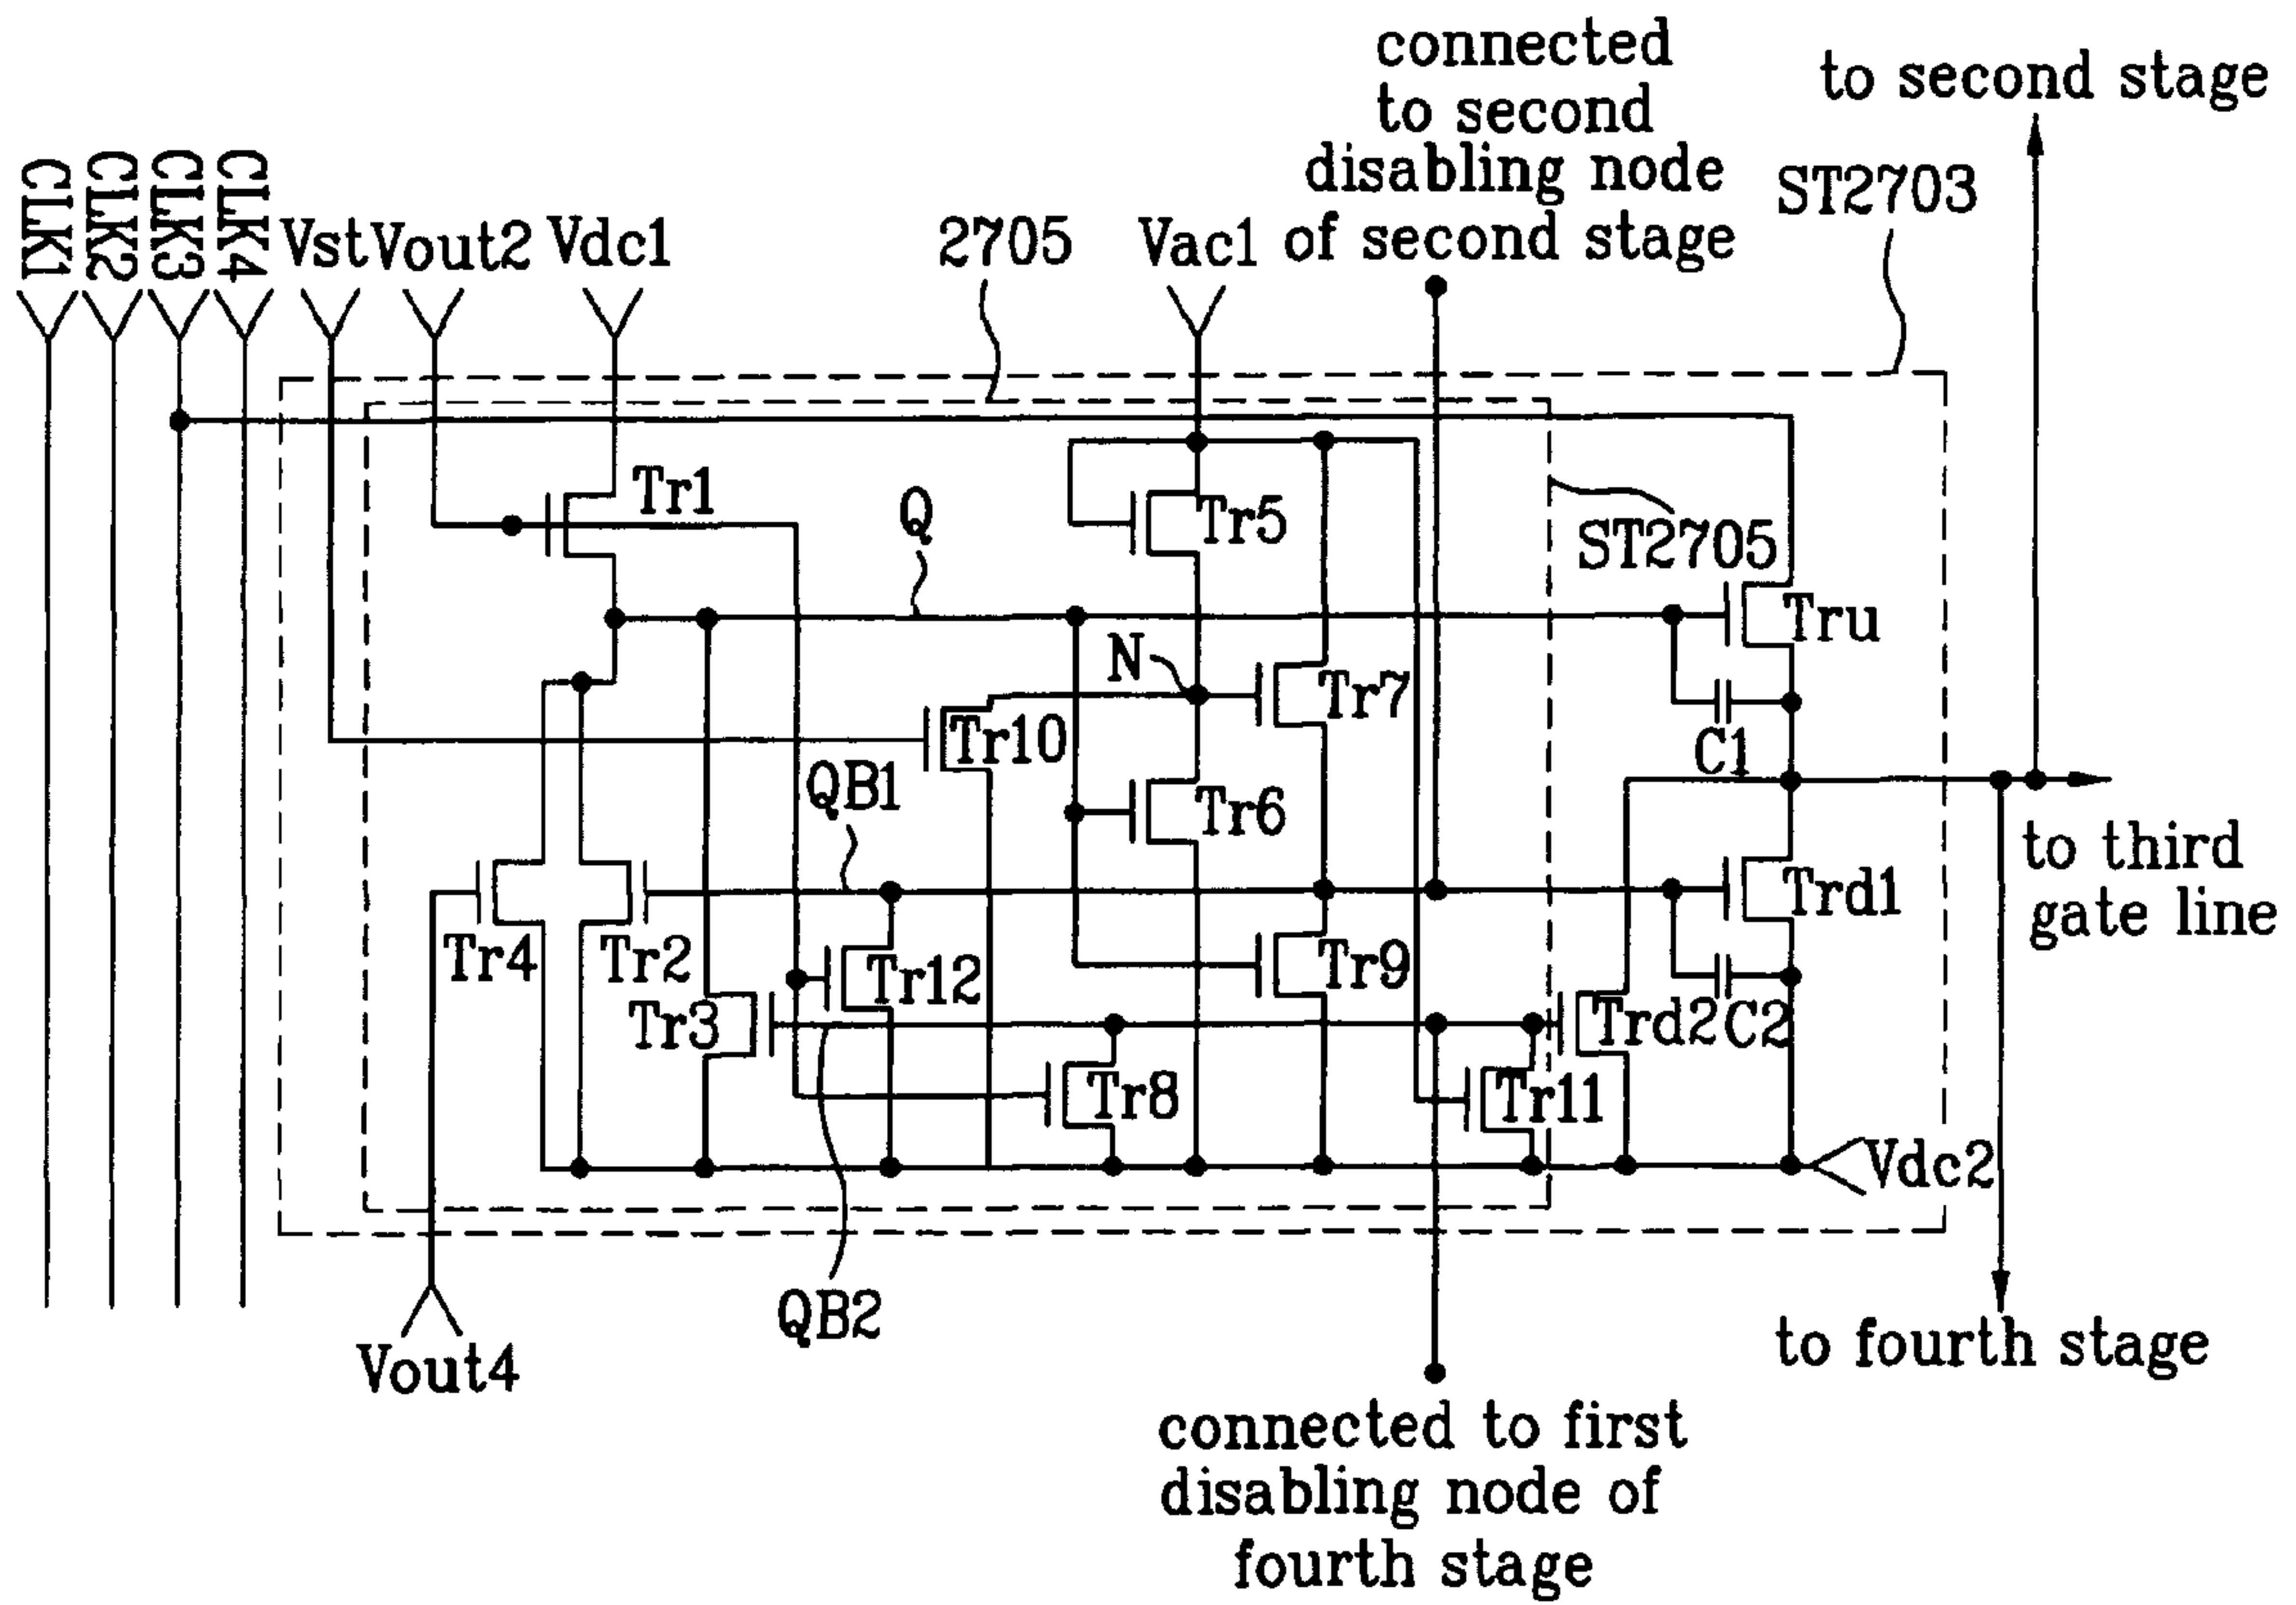 connected
to second
disabling node
of second stage
to second stage
ST2703
CLK1
CLK2
CLK3
CLK4
Vst
Vout2
Vdc1
2705
Vac1
Tr1
Q
Tr5
ST2705
Tru
N
Tr7
Tr10
C1
QB1
Tr6
to third
gate line
Trd1
Tr4
Tr2
Tr12
Tr9
Tr3
Trd2
C2
Tr8
Tr11
Vdc2
QB2
Vout4
to fourth stage
connected to first
disabling node of
fourth stage